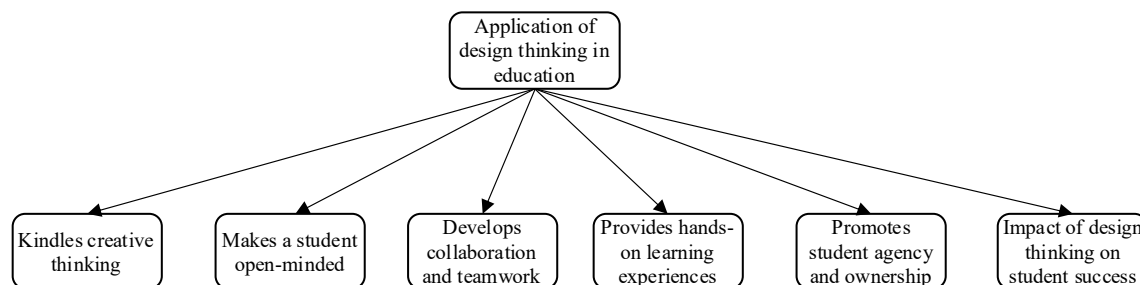 Application of
design thinking in
education
Kindles creative
thinking
Makes a student
open-minded
Develops
collaboration
and teamwork
Provides hands-
on learning
experiences
Promotes
student agency
and ownership
Impact of design
thinking on
student success